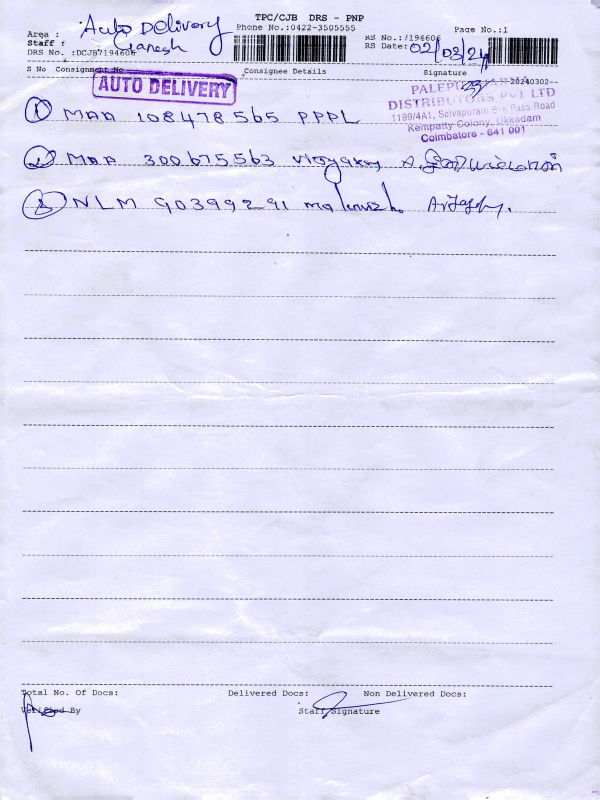 TPC/CJB DRS - PNP
Area : Auto Delivery
Phone No.:0422-3505555
Page No.:1
Staff : Ganesh
RS No.:/194606
DRS No. :DCJB7194606
RS Date: 02/03/24
S No Consignment No Consignee Details Signature
20240302
AUTO DELIVERY
DISTRIBUTORS PVT LTD
1199/4A1, Selvapuram Bye Pass Road
Kempatty Colony, Ukkadam
Coimbatore - 641 001
1 MAA 108478565 PPPL
2 MAA 300675563
3 NLM 90399291
Total No. Of Docs: Delivered Docs: Non Delivered Docs:
Verified By Staff Signature